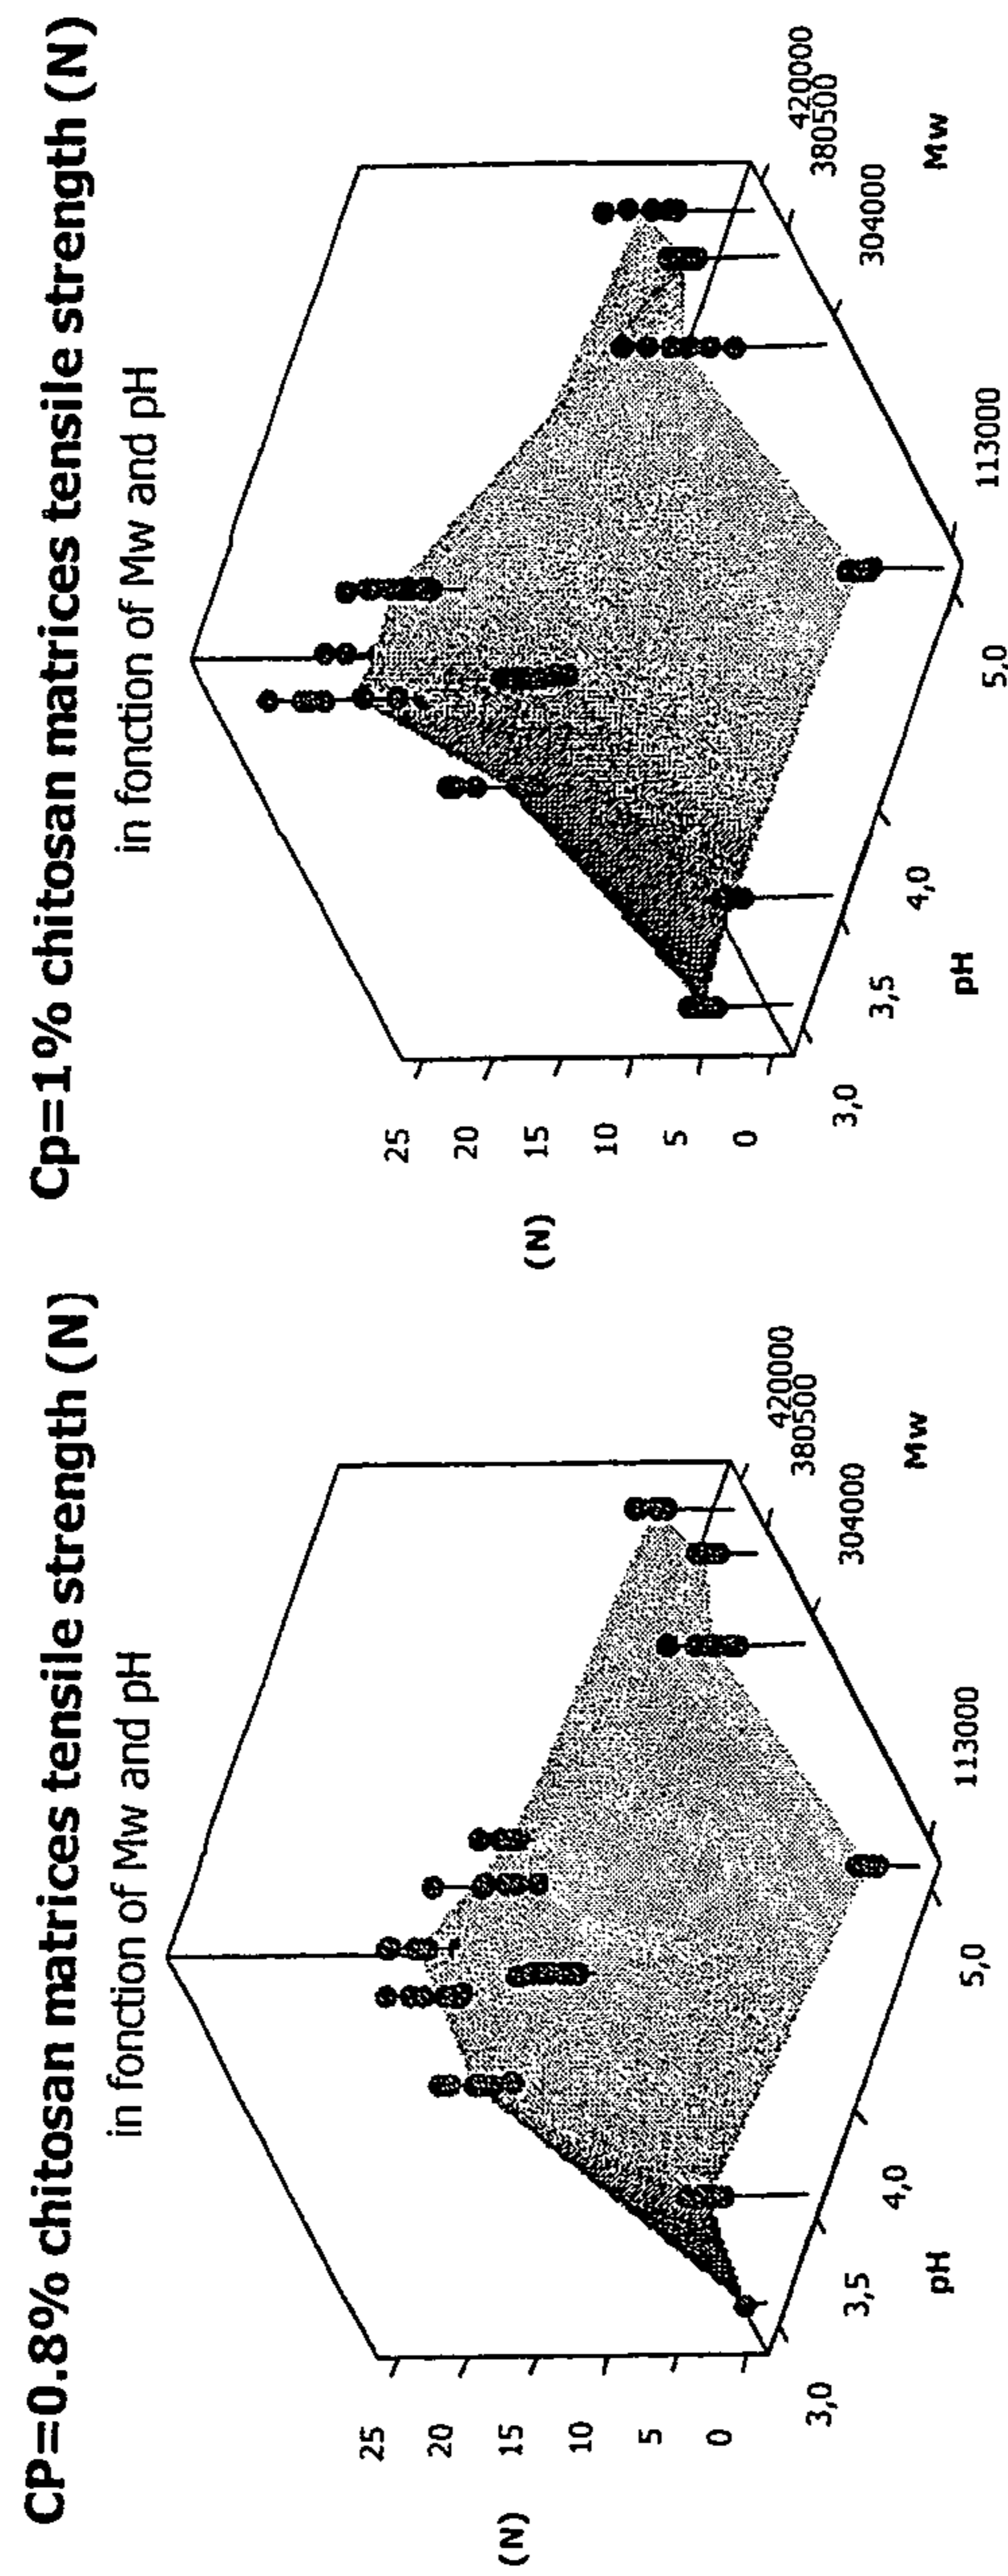 CP=0.8% chitosan matrices tensile strength (N)
in fonction of Mw and pH
(N)
25
20
15
10
5
0
3,0
3,5
4,0
5,0
pH
113000
304000
380500
420000
Mw
Cp=1% chitosan matrices tensile strength (N)
in fonction of Mw and pH
(N)
25
20
15
10
5
0
3,0
3,5
4,0
5,0
pH
113000
304000
380500
420000
Mw